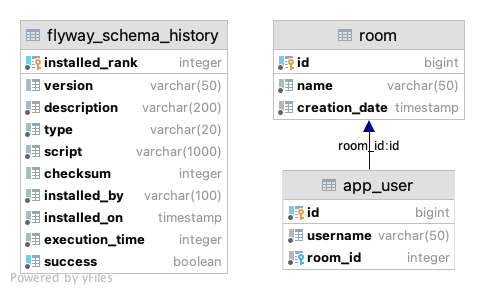 flyway_schema_history
installed_rank integer
version varchar(50)
description varchar(200)
type varchar(20)
script varchar(1000)
checksum integer
installed_by varchar(100)
installed_on timestamp
execution_time integer
success boolean
room
id bigint
name varchar(50)
creation_date timestamp
room_id:id
app_user
id bigint
username varchar(50)
room_id integer
Powered by yFiles